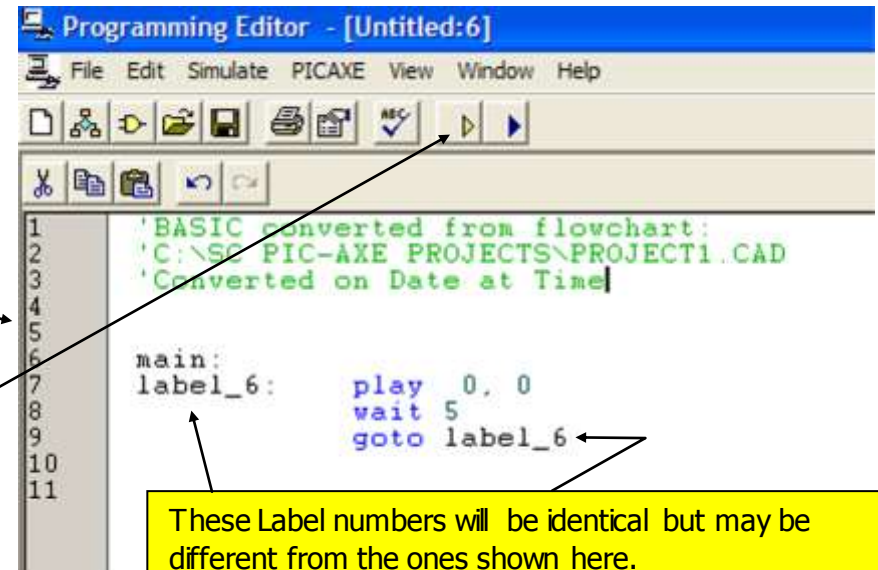 Programming Editor - [Untitled:6]
File Edit Simulate PICAXE View Window Help
ABC
1 'BASIC converted from flowchart:
2 'C:\SC PIC-AXE PROJECTS\PROJECT1.CAD
3 'Converted on Date at Time
4
5
6 main:
7 label_6: play 0, 0
8 wait 5
9 goto label_6
10
11
These Label numbers will be identical but may be
different from the ones shown here.